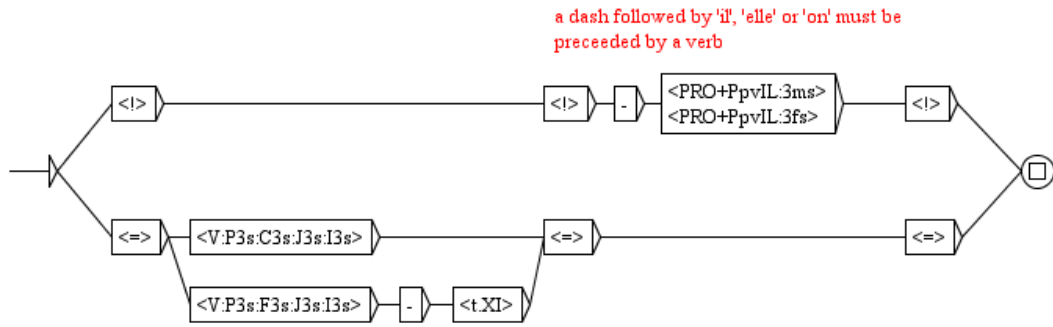 a dash followed by 'il', 'elle' or 'on' must be
preceeded by a verb
<!> <!> - <PRO+PpvIL:3ms> <!>
<PRO+PpvIL:3fs>
<=> <V:P3s:C3s:J3s:I3s> <=> <=>
<V:P3s:F3s:J3s:I3s> - <t.XI>